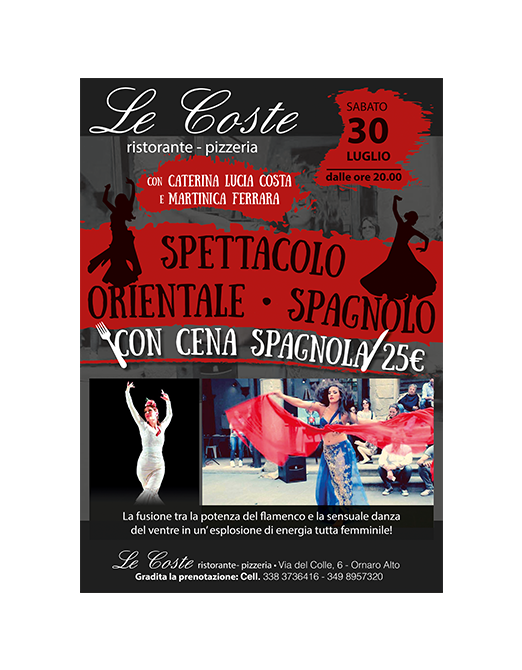 Le Coste
ristorante - pizzeria
SABATO
30
LUGLIO
dalle ore 20.00
CON CATERINA LUCIA COSTA
E MARTINICA FERRARA
SPETTACOLO
ORIENTALE • SPAGNOLO
CON CENA SPAGNOLA 25€
La fusione tra la potenza del flamenco e la sensuale danza
del ventre in un'esplosione di energia tutta femminile!
Le Coste ristorante- pizzeria • Via del Colle, 6 - Ornaro Alto
Gradita la prenotazione: Cell. 338 3736416 - 349 8957320